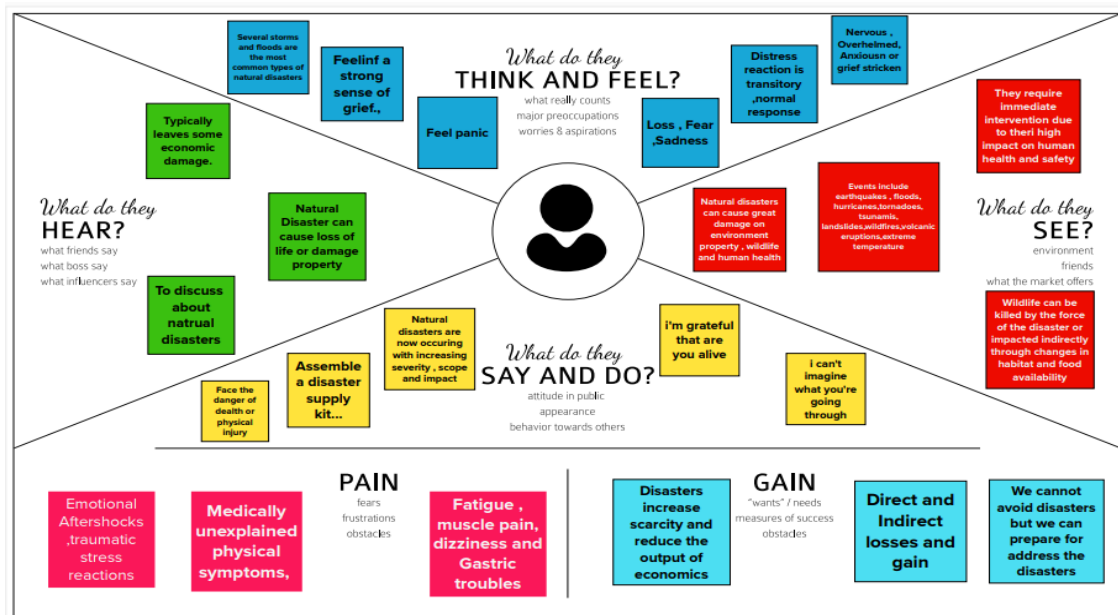 Several storms
and floods are
the most
common types of
natural disasters
Feelinf a
strong
sense of
grief.,
Feel panic
What do they
THINK AND FEEL?
what really counts
major preoccupations
worries & aspirations
Loss , Fear
,Sadness
Distress
reaction is
transitory
,normal
response
Nervous ,
Overhelmed,
Anxiousn or
grief stricken
Typically
leaves some
economic
damage.
What do they
HEAR?
what friends say
what boss say
what influencers say
Natural
Disaster can
cause loss of
life or damage
property
To discuss
about
natrual
disasters
They require
immediate
intervention due
to theri high
impact on human
health and safety
Natural disasters
can cause great
damage on
environment
property , wildlife
and human health
Events include
earthquakes , floods,
hurricanes,tornadoes,
tsunamis,
landslides,wildfires,volcanic
eruptions,extreme
temperature
What do they
SEE?
environment
friends
what the market offers
Wildlife can be
killed by the force
of the disaster or
impacted indirectly
through changes in
habitat and food
availability
Face the
danger of
dealth or
physical
injury
Assemble
a disaster
supply
kit...
Natural
disasters are
now occuring
with increasing
severity , scope
and impact
What do they
SAY AND DO?
attitude in public
appearance
behavior towards others
i'm grateful
that are
you alive
i can't
imagine
what you're
going
through
PAIN
fears
frustrations
obstacles
Emotional
Aftershocks
,traumatic
stress
reactions
Medically
unexplained
physical
symptoms,
Fatigue ,
muscle pain,
dizziness and
Gastric
troubles
GAIN
"wants" / needs
measures of success
obstacles
Disasters
increase
scarcity and
reduce the
output of
economics
Direct and
Indirect
losses and
gain
We cannot
avoid disasters
but we can
prepare for
address the
disasters